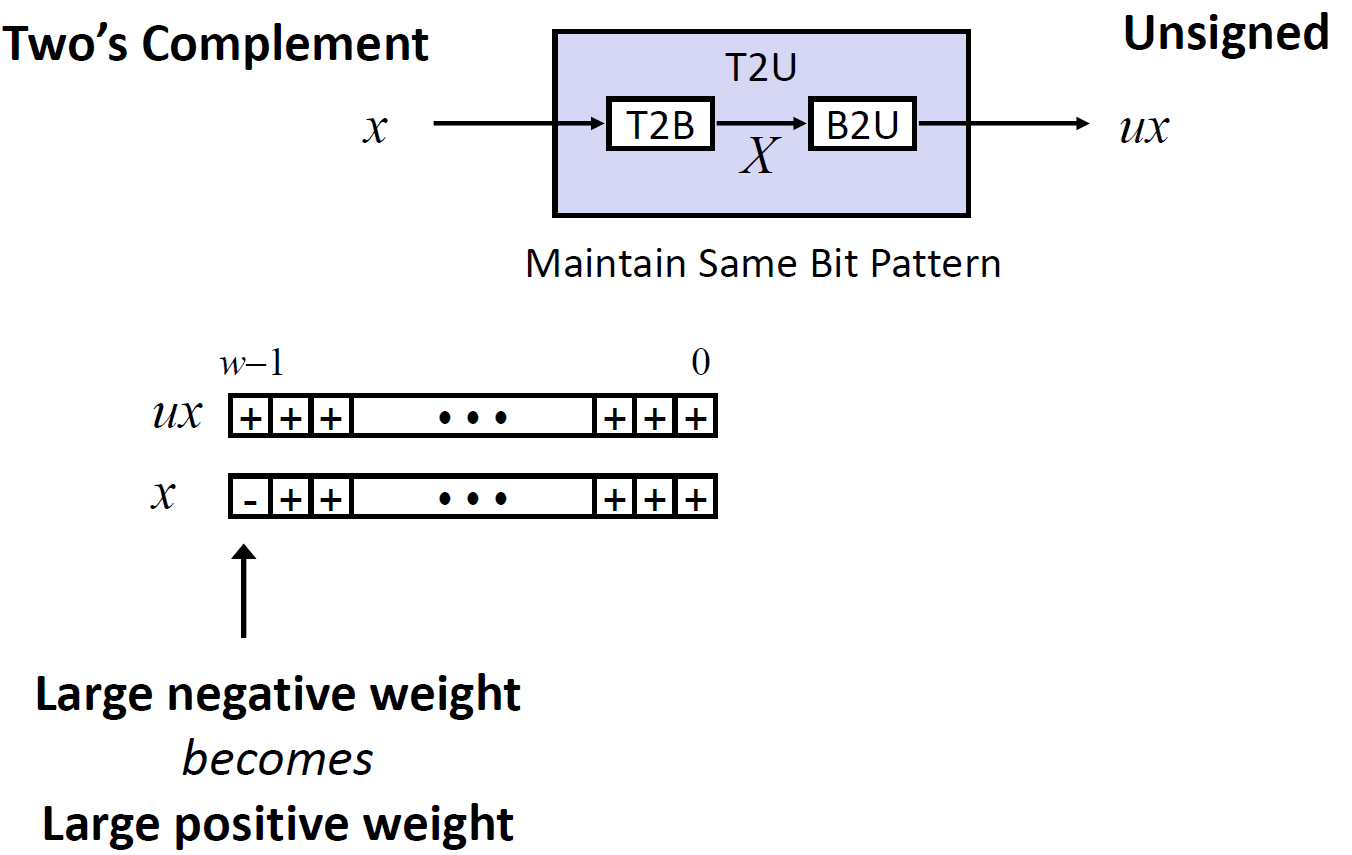 Two's Complement
Unsigned
T2U
x
T2B
X
B2U
ux
Maintain Same Bit Pattern
w–1
0
ux
+ + + • • • + + +
x
- + + • • • + + +
Large negative weight
becomes
Large positive weight